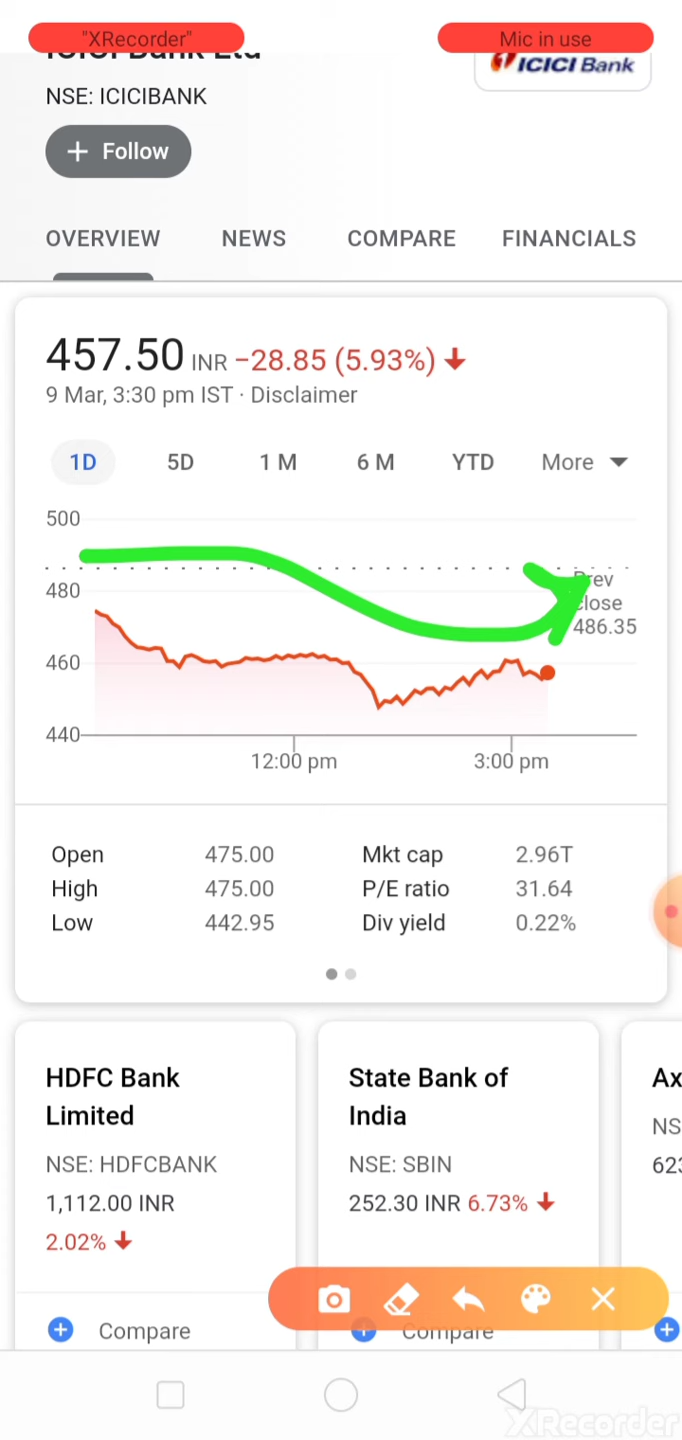 "XRecorder"
Mic in use
ICICI Bank Ltd
ICICI Bank
NSE: ICICIBANK
+ Follow
OVERVIEW NEWS COMPARE FINANCIALS
457.50 INR −28.85 (5.93%)
9 Mar, 3:30 pm IST · Disclaimer
1D 5D 1 M 6 M YTD More
500
480
460
440
Prev
close
486.35
12:00 pm 3:00 pm
Open 475.00 Mkt cap 2.96T
High 475.00 P/E ratio 31.64
Low 442.95 Div yield 0.22%
HDFC Bank
Limited
NSE: HDFCBANK
1,112.00 INR
2.02%
Compare
State Bank of
India
NSE: SBIN
252.30 INR 6.73%
Compare
Ax
NS
623
XRecorder